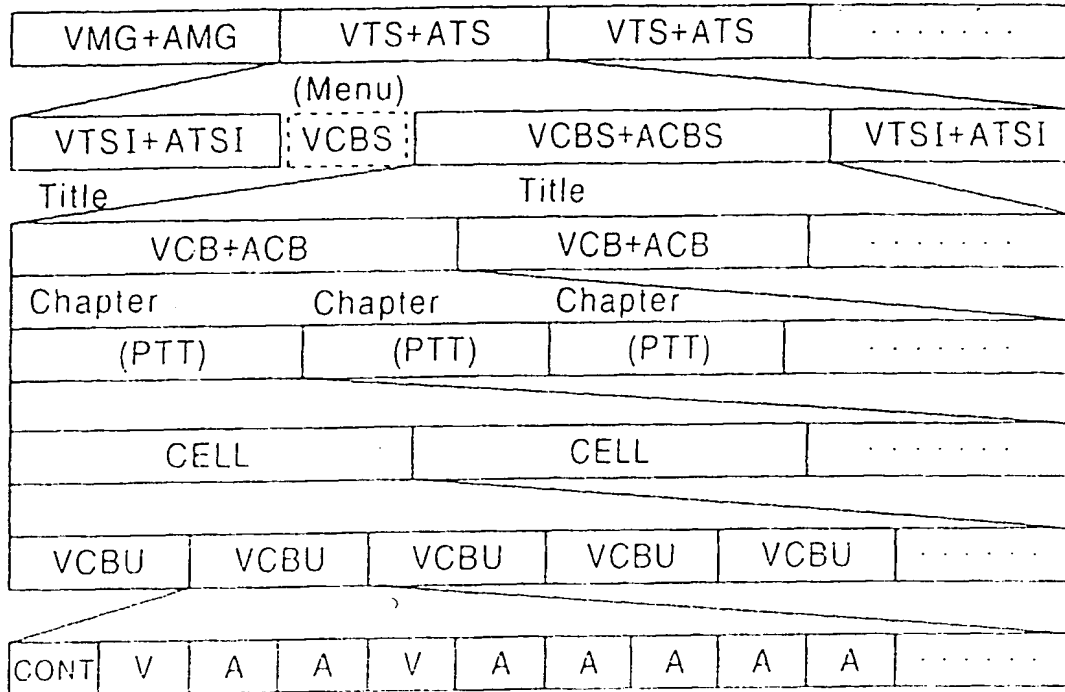 VMG+AMG VTS+ATS VTS+ATS .......
(Menu)
VTSI+ATSI VCBS VCBS+ACBS VTSI+ATSI
Title Title
VCB+ACB VCB+ACB .......
Chapter Chapter Chapter
(PTT) (PTT) (PTT) .......
CELL CELL .......
VCBU VCBU VCBU VCBU VCBU ......
CONT V A A V A A A A A ......